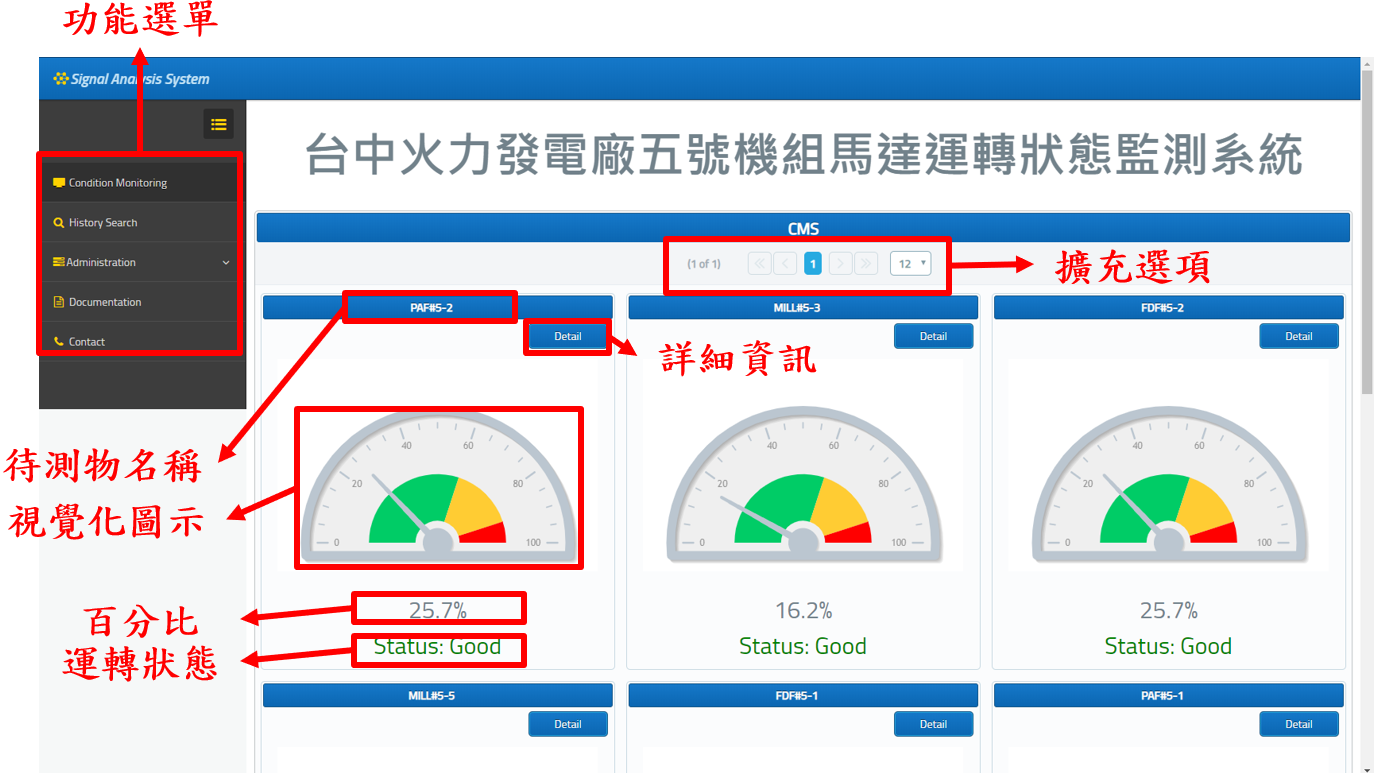 功能選單
Signal Analysis System
台中火力發電廠五號機組馬達運轉狀態監測系統
Condition Monitoring
History Search
Administration
Documentation
Contact
CMS
(1 of 1) « ‹ 1 › » 12
擴充選項
PAF#5-2
MILL#5-3
FDF#5-2
Detail
Detail
Detail
詳細資訊
0 20 40 60 80 100
0 20 40 60 80 100
0 20 40 60 80 100
待測物名稱
視覺化圖示
25.7%
16.2%
25.7%
百分比
Status: Good
Status: Good
Status: Good
運轉狀態
MILL#5-5
FDF#5-1
PAF#5-1
Detail
Detail
Detail